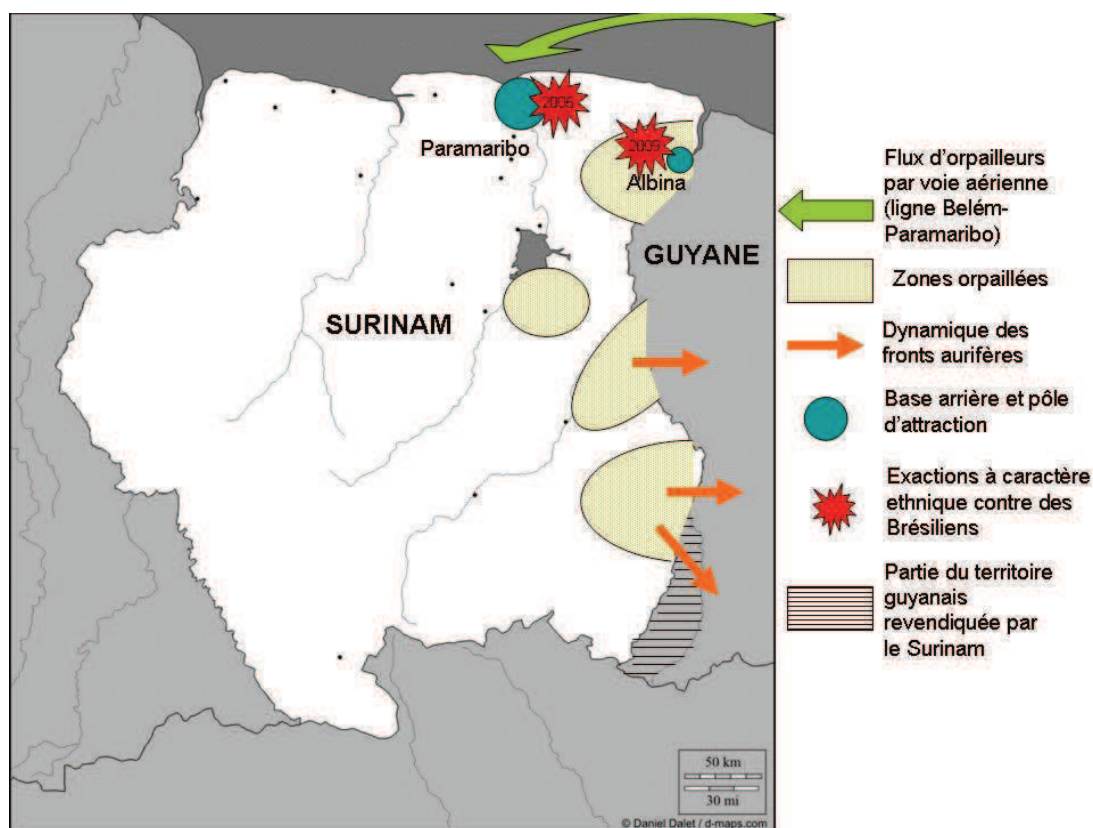 2006
Paramaribo
2009
Albina
GUYANE
SURINAM
50 km
30 mi
© Daniel Dalet / d-maps.com
Flux d'orpailleurs
par voie aérienne
(ligne Belém-
Paramaribo)
Zones orpaillées
Dynamique des
fronts aurifères
Base arrière et pôle
d'attraction
Exactions à caractère
ethnique contre des
Brésiliens
Partie du territoire
guyanais
revendiquée par
le Surinam